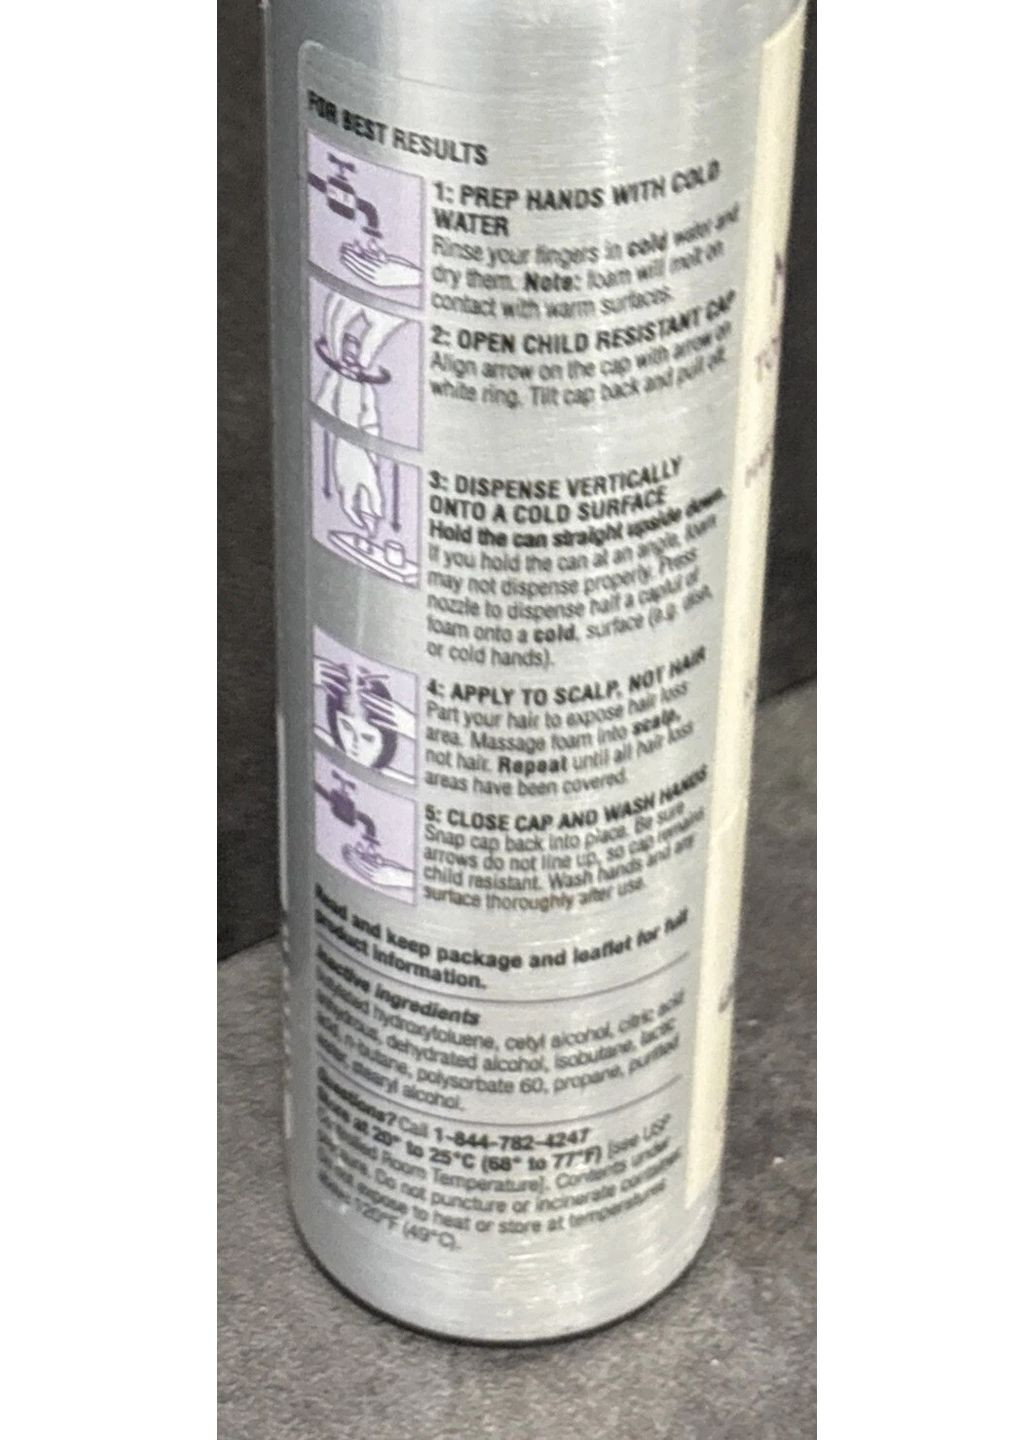 FOR BEST RESULTS
1: PREP HANDS WITH COLD
WATER
Rinse your fingers in cold water and
dry them. Note: foam will melt on
contact with warm surfaces.
2: OPEN CHILD RESISTANT CAP
Align arrow on the cap with arrow on
white ring. Tilt cap back and pull off.
3: DISPENSE VERTICALLY
ONTO A COLD SURFACE
Hold the can straight upside down.
If you hold the can at an angle, foam
may not dispense properly. Press
nozzle to dispense half a capful of
foam onto a cold, surface (e.g. dish,
or cold hands).
4: APPLY TO SCALP, NOT HAIR
Part your hair to expose hair loss
area. Massage foam into scalp,
not hair. Repeat until all hair loss
areas have been covered.
5: CLOSE CAP AND WASH HANDS
Snap cap back into place. Be sure
arrows do not line up, so cap remains
child resistant. Wash hands and any
surface thoroughly after use.
Read and keep package and leaflet for full
product information.
Inactive ingredients
butylated hydroxytoluene, cetyl alcohol, citric acid
anhydrous, dehydrated alcohol, isobutane, lactic
acid, n-butane, polysorbate 60, propane, purified
water, stearyl alcohol.
Questions? Call 1-844-782-4247
Store at 20° to 25°C (68° to 77°F) [see USP
Controlled Room Temperature]. Contents under
pressure. Do not puncture or incinerate container.
Do not expose to heat or store at temperatures
above 120°F (49°C).